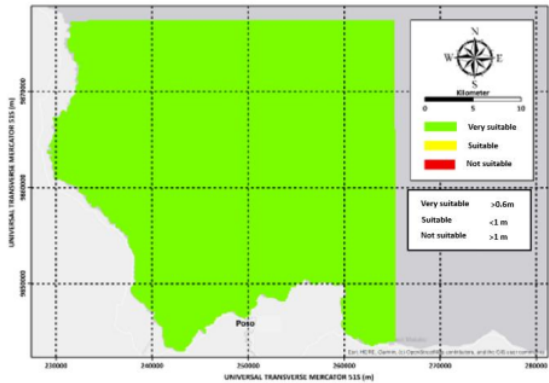 N
W E
S
Kilometer
0 5 10
Very suitable
Suitable
Not suitable
Very suitable >0.6m
Suitable <1 m
Not suitable >1 m
UNIVERSAL TRANSVERSE MERCATOR 51S (m)
9870000
9860000
9850000
Poso
230000 240000 250000 260000 270000 280000
UNIVERSAL TRANSVERSE MERCATOR 51S (m)